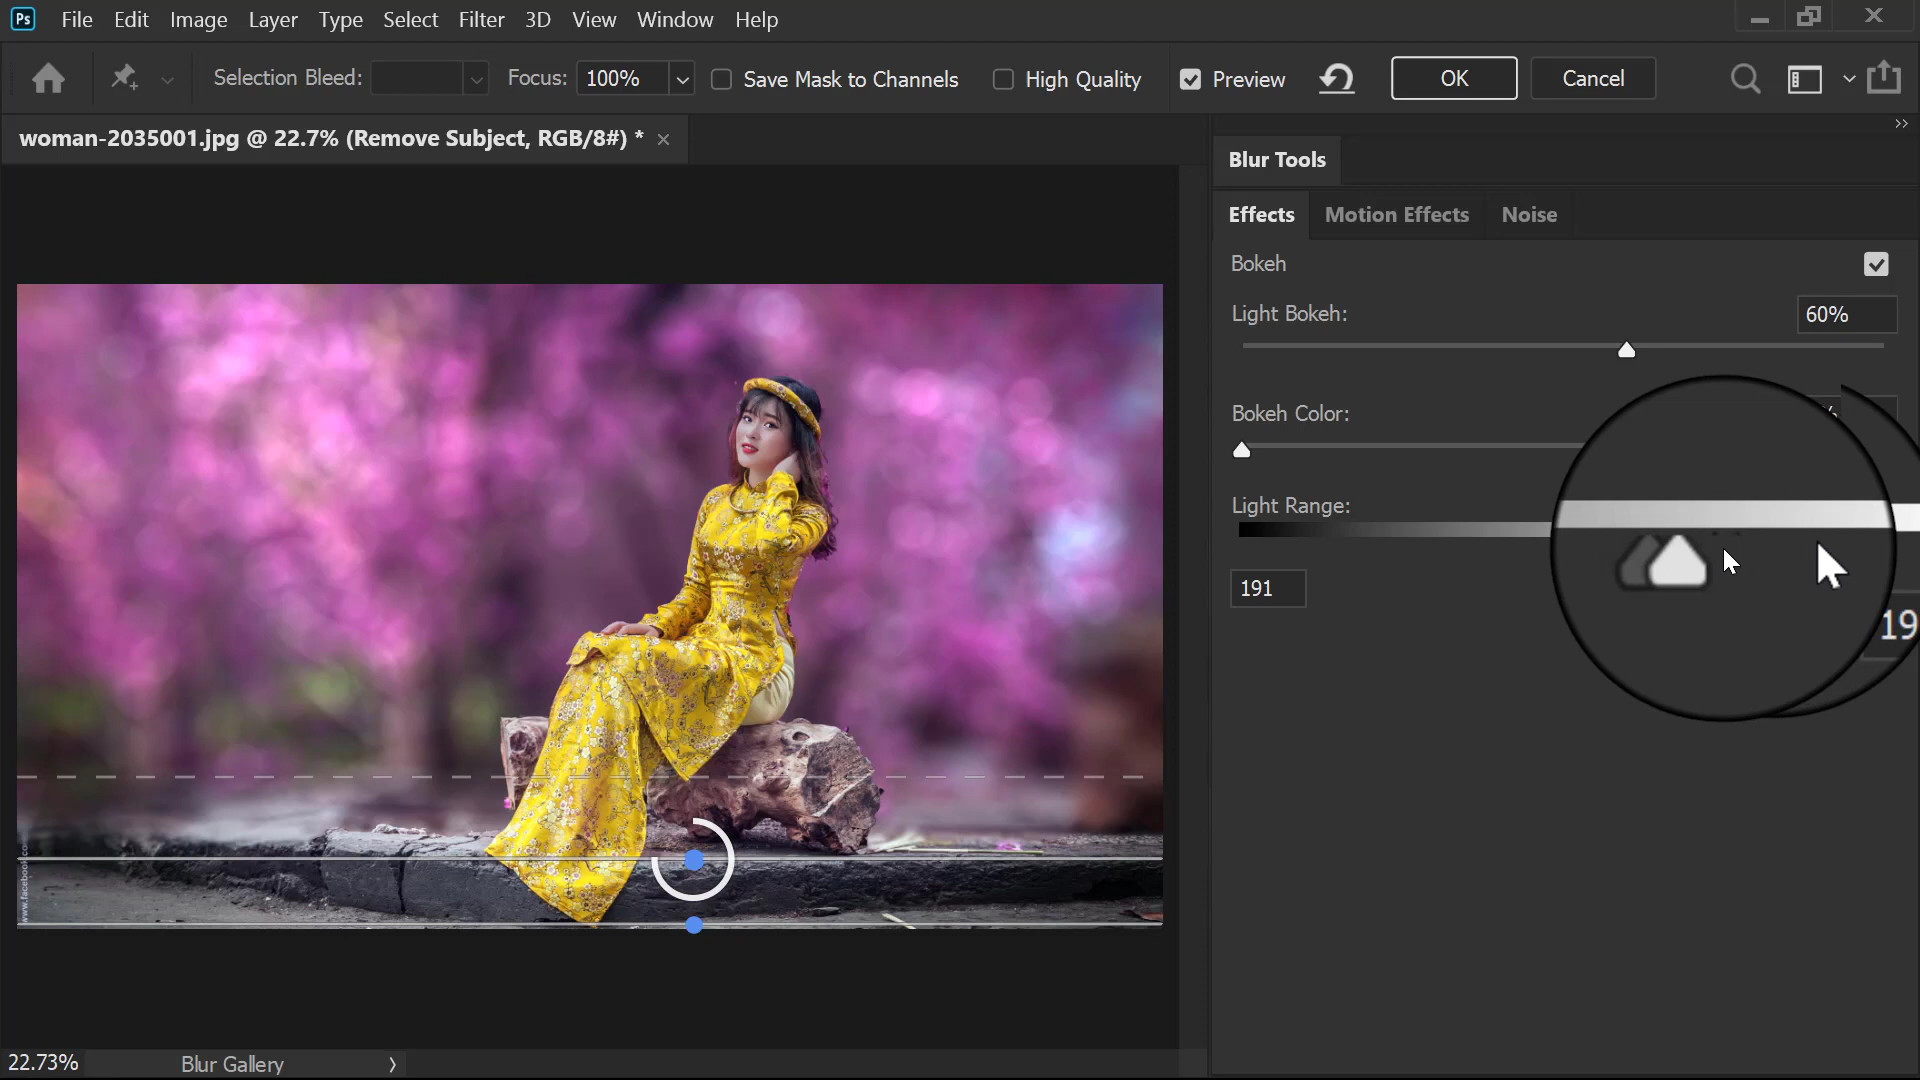 Ps File Edit Image Layer Type Select Filter 3D View Window Help
Selection Bleed: Focus: 100% Save Mask to Channels High Quality Preview OK Cancel
woman-2035001.jpg @ 22.7% (Remove Subject, RGB/8#) *
Blur Tools
Effects Motion Effects Noise
Bokeh
Light Bokeh: 60%
Bokeh Color:
Light Range:
191
19
22.73% Blur Gallery